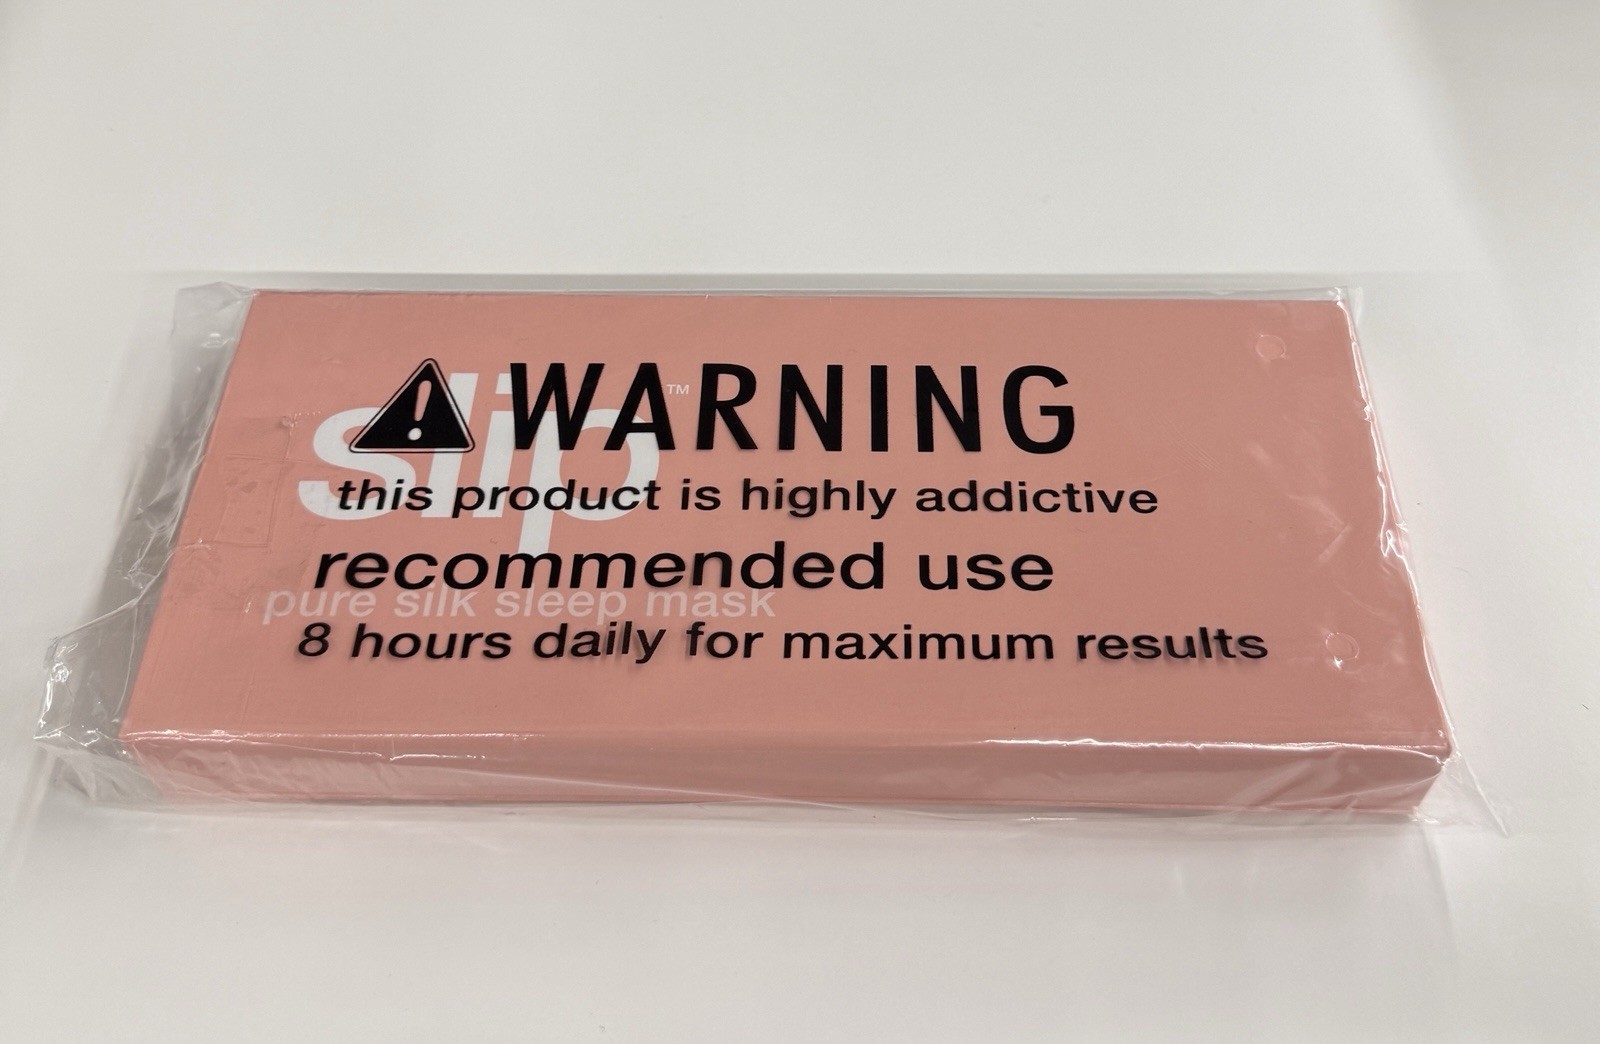 slip™
⚠ WARNING
this product is highly addictive
recommended use
pure silk sleep mask
8 hours daily for maximum results